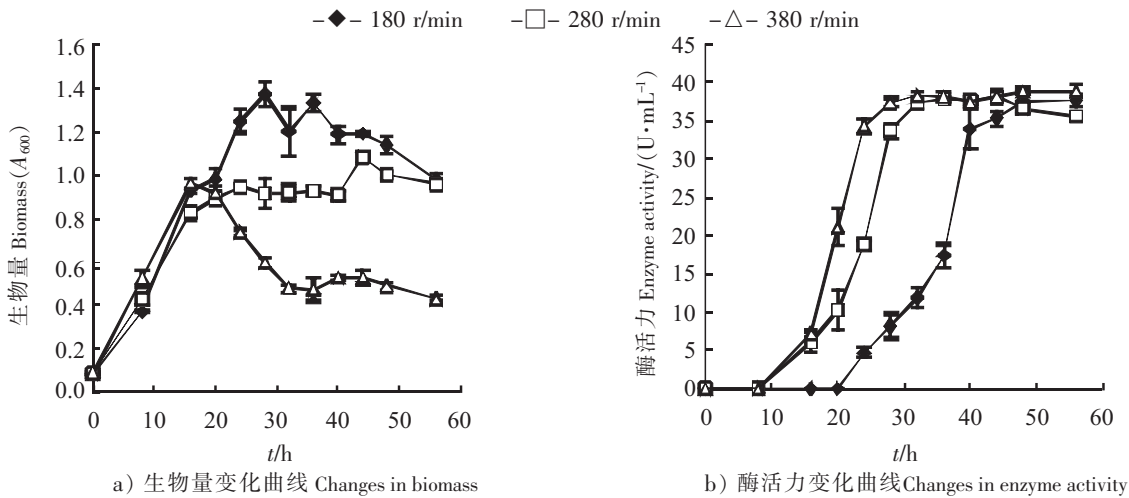 180 r/min 280 r/min 380 r/min
生物量 Biomass(A600)
1.6
1.4
1.2
1.0
0.8
0.6
0.4
0.2
0.0
0 10 20 30 40 50 60
t/h
a) 生物量变化曲线 Changes in biomass
酶活力 Enzyme activity/(U·mL⁻¹)
45
40
35
30
25
20
15
10
5
0
0 10 20 30 40 50 60
t/h
b) 酶活力变化曲线Changes in enzyme activity